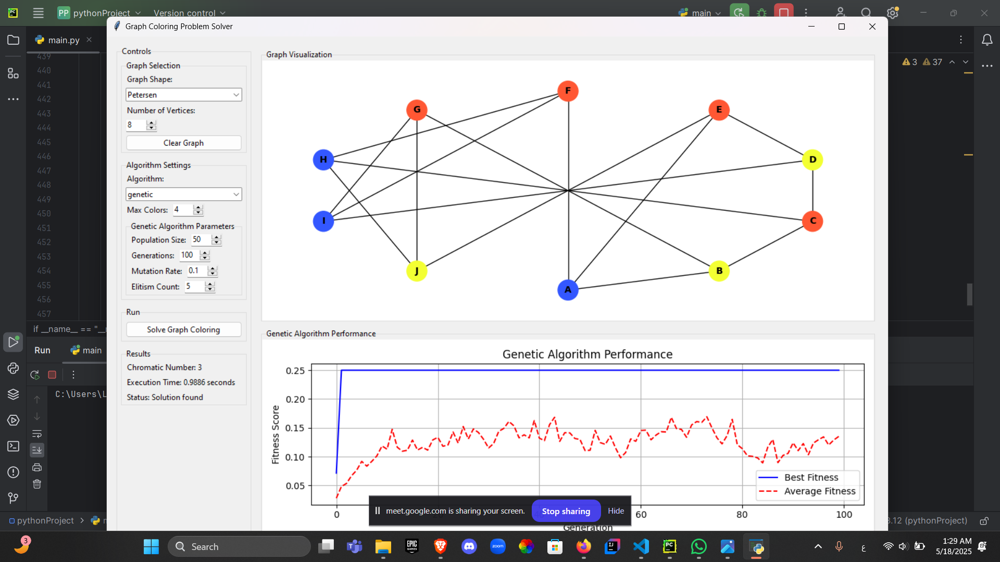 PP pythonProject Version control main
Graph Coloring Problem Solver
main.py
3 37
439
440
441
442
443
444
445
446
447
448
449
450
451
452
453
454
455
456
457
Controls
Graph Selection
Graph Shape:
Petersen
Number of Vertices:
8
Clear Graph
Algorithm Settings
Algorithm:
genetic
Max Colors: 4
Genetic Algorithm Parameters
Population Size: 50
Generations: 100
Mutation Rate: 0.1
Elitism Count: 5
Run
Solve Graph Coloring
Results
Chromatic Number: 3
Execution Time: 0.9886 seconds
Status: Solution found
Graph Visualization
F
G
E
H
D
I
C
J
B
A
Genetic Algorithm Performance
Genetic Algorithm Performance
Fitness Score
0.25
0.20
0.15
0.10
0.05
Best Fitness
Average Fitness
0 60 80 100
Generation
if __name__ == "__
Run main
C:\Users\L
meet.google.com is sharing your screen. Stop sharing Hide
pythonProject
3.12 (pythonProject)
3
Search
EPIC GAMES
zoom
IJ
PC
ع
1:29 AM
5/18/2025